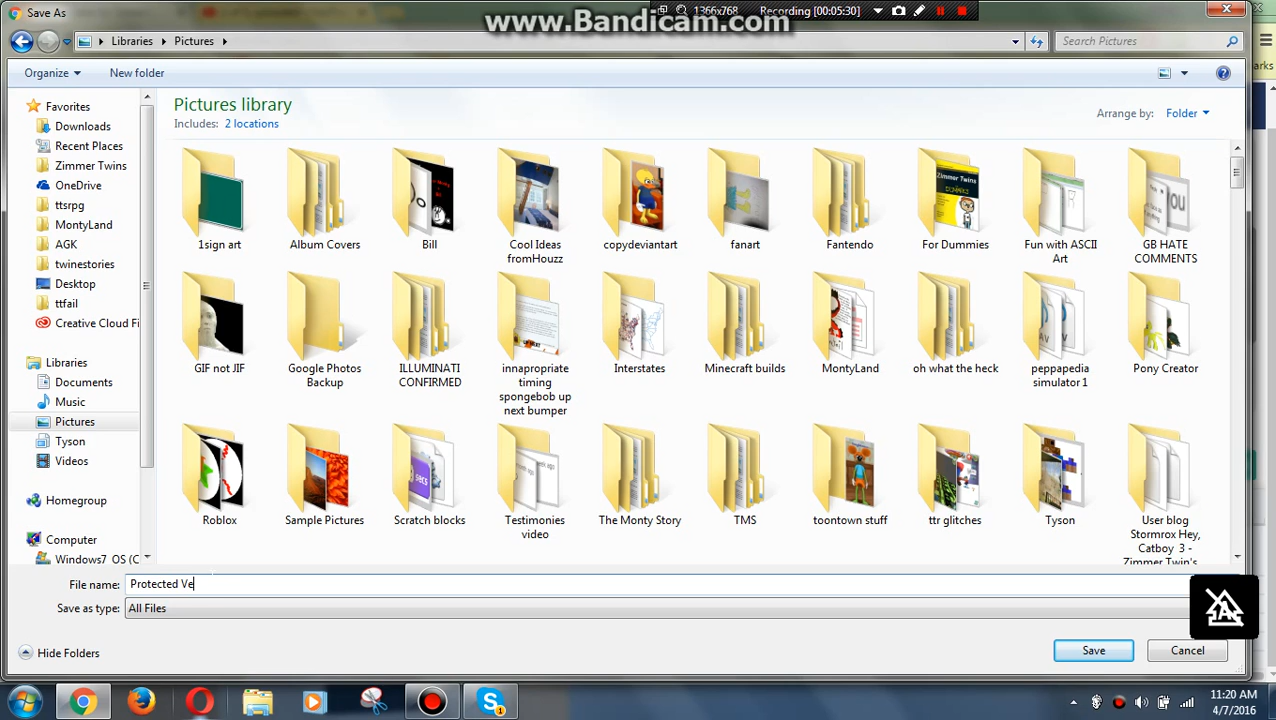 Save As
1366x768
Recording [00:05:30]
www.Bandicam.com
Libraries
Pictures
Search Pictures
arks
Organize
New folder
Favorites
Downloads
Recent Places
Zimmer Twins
OneDrive
ttsrpg
MontyLand
AGK
twinestories
Desktop
ttfail
Creative Cloud Fi
Libraries
Documents
Music
Pictures
Tyson
Videos
Homegroup
Computer
Windows7_OS (C
Pictures library
Includes: 2 locations
Arrange by: Folder
1sign art
Album Covers
Bill
Cool Ideas
fromHouzz
copydeviantart
fanart
Fantendo
For Dummies
Fun with ASCII
Art
GB HATE
COMMENTS
GIF not JIF
Google Photos
Backup
ILLUMINATI
CONFIRMED
innapropriate
timing
spongebob up
next bumper
Interstates
Minecraft builds
MontyLand
oh what the heck
peppapedia
simulator 1
Pony Creator
Roblox
Sample Pictures
Scratch blocks
Testimonies
video
The Monty Story
TMS
toontown stuff
ttr glitches
Tyson
User blog
Stormrox Hey,
Catboy 3 -
Zimmer Twin's
File name: Protected Ve
Save as type: All Files
Hide Folders
Save
Cancel
11:20 AM
4/7/2016